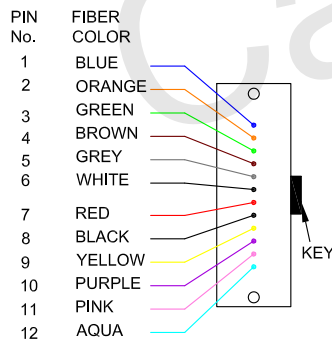 PIN FIBER
No. COLOR
1 BLUE
2 ORANGE
3 GREEN
4 BROWN
5 GREY
6 WHITE
7 RED
8 BLACK
9 YELLOW
10 PURPLE
11 PINK
12 AQUA
KEY